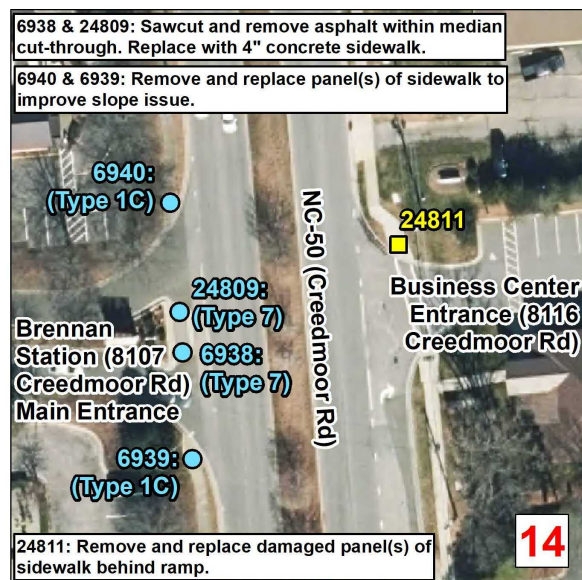 6938 & 24809: Sawcut and remove asphalt within median
cut-through. Replace with 4" concrete sidewalk.
6940 & 6939: Remove and replace panel(s) of sidewalk to
improve slope issue.
6940:
(Type 1C)
24811
NC-50 (Creedmoor Rd)
24809:
(Type 7)
Business Center
Entrance (8116
Creedmoor Rd)
Brennan
Station (8107
Creedmoor Rd)
Main Entrance
6938:
(Type 7)
6939:
(Type 1C)
24811: Remove and replace damaged panel(s) of
sidewalk behind ramp.
14